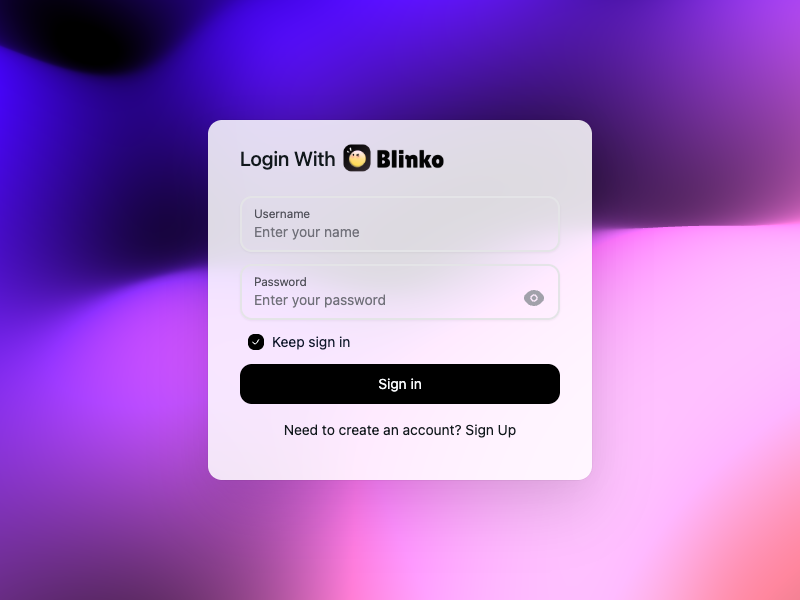 Login With Blinko
Username
Enter your name
Password
Enter your password
Keep sign in
Sign in
Need to create an account? Sign Up